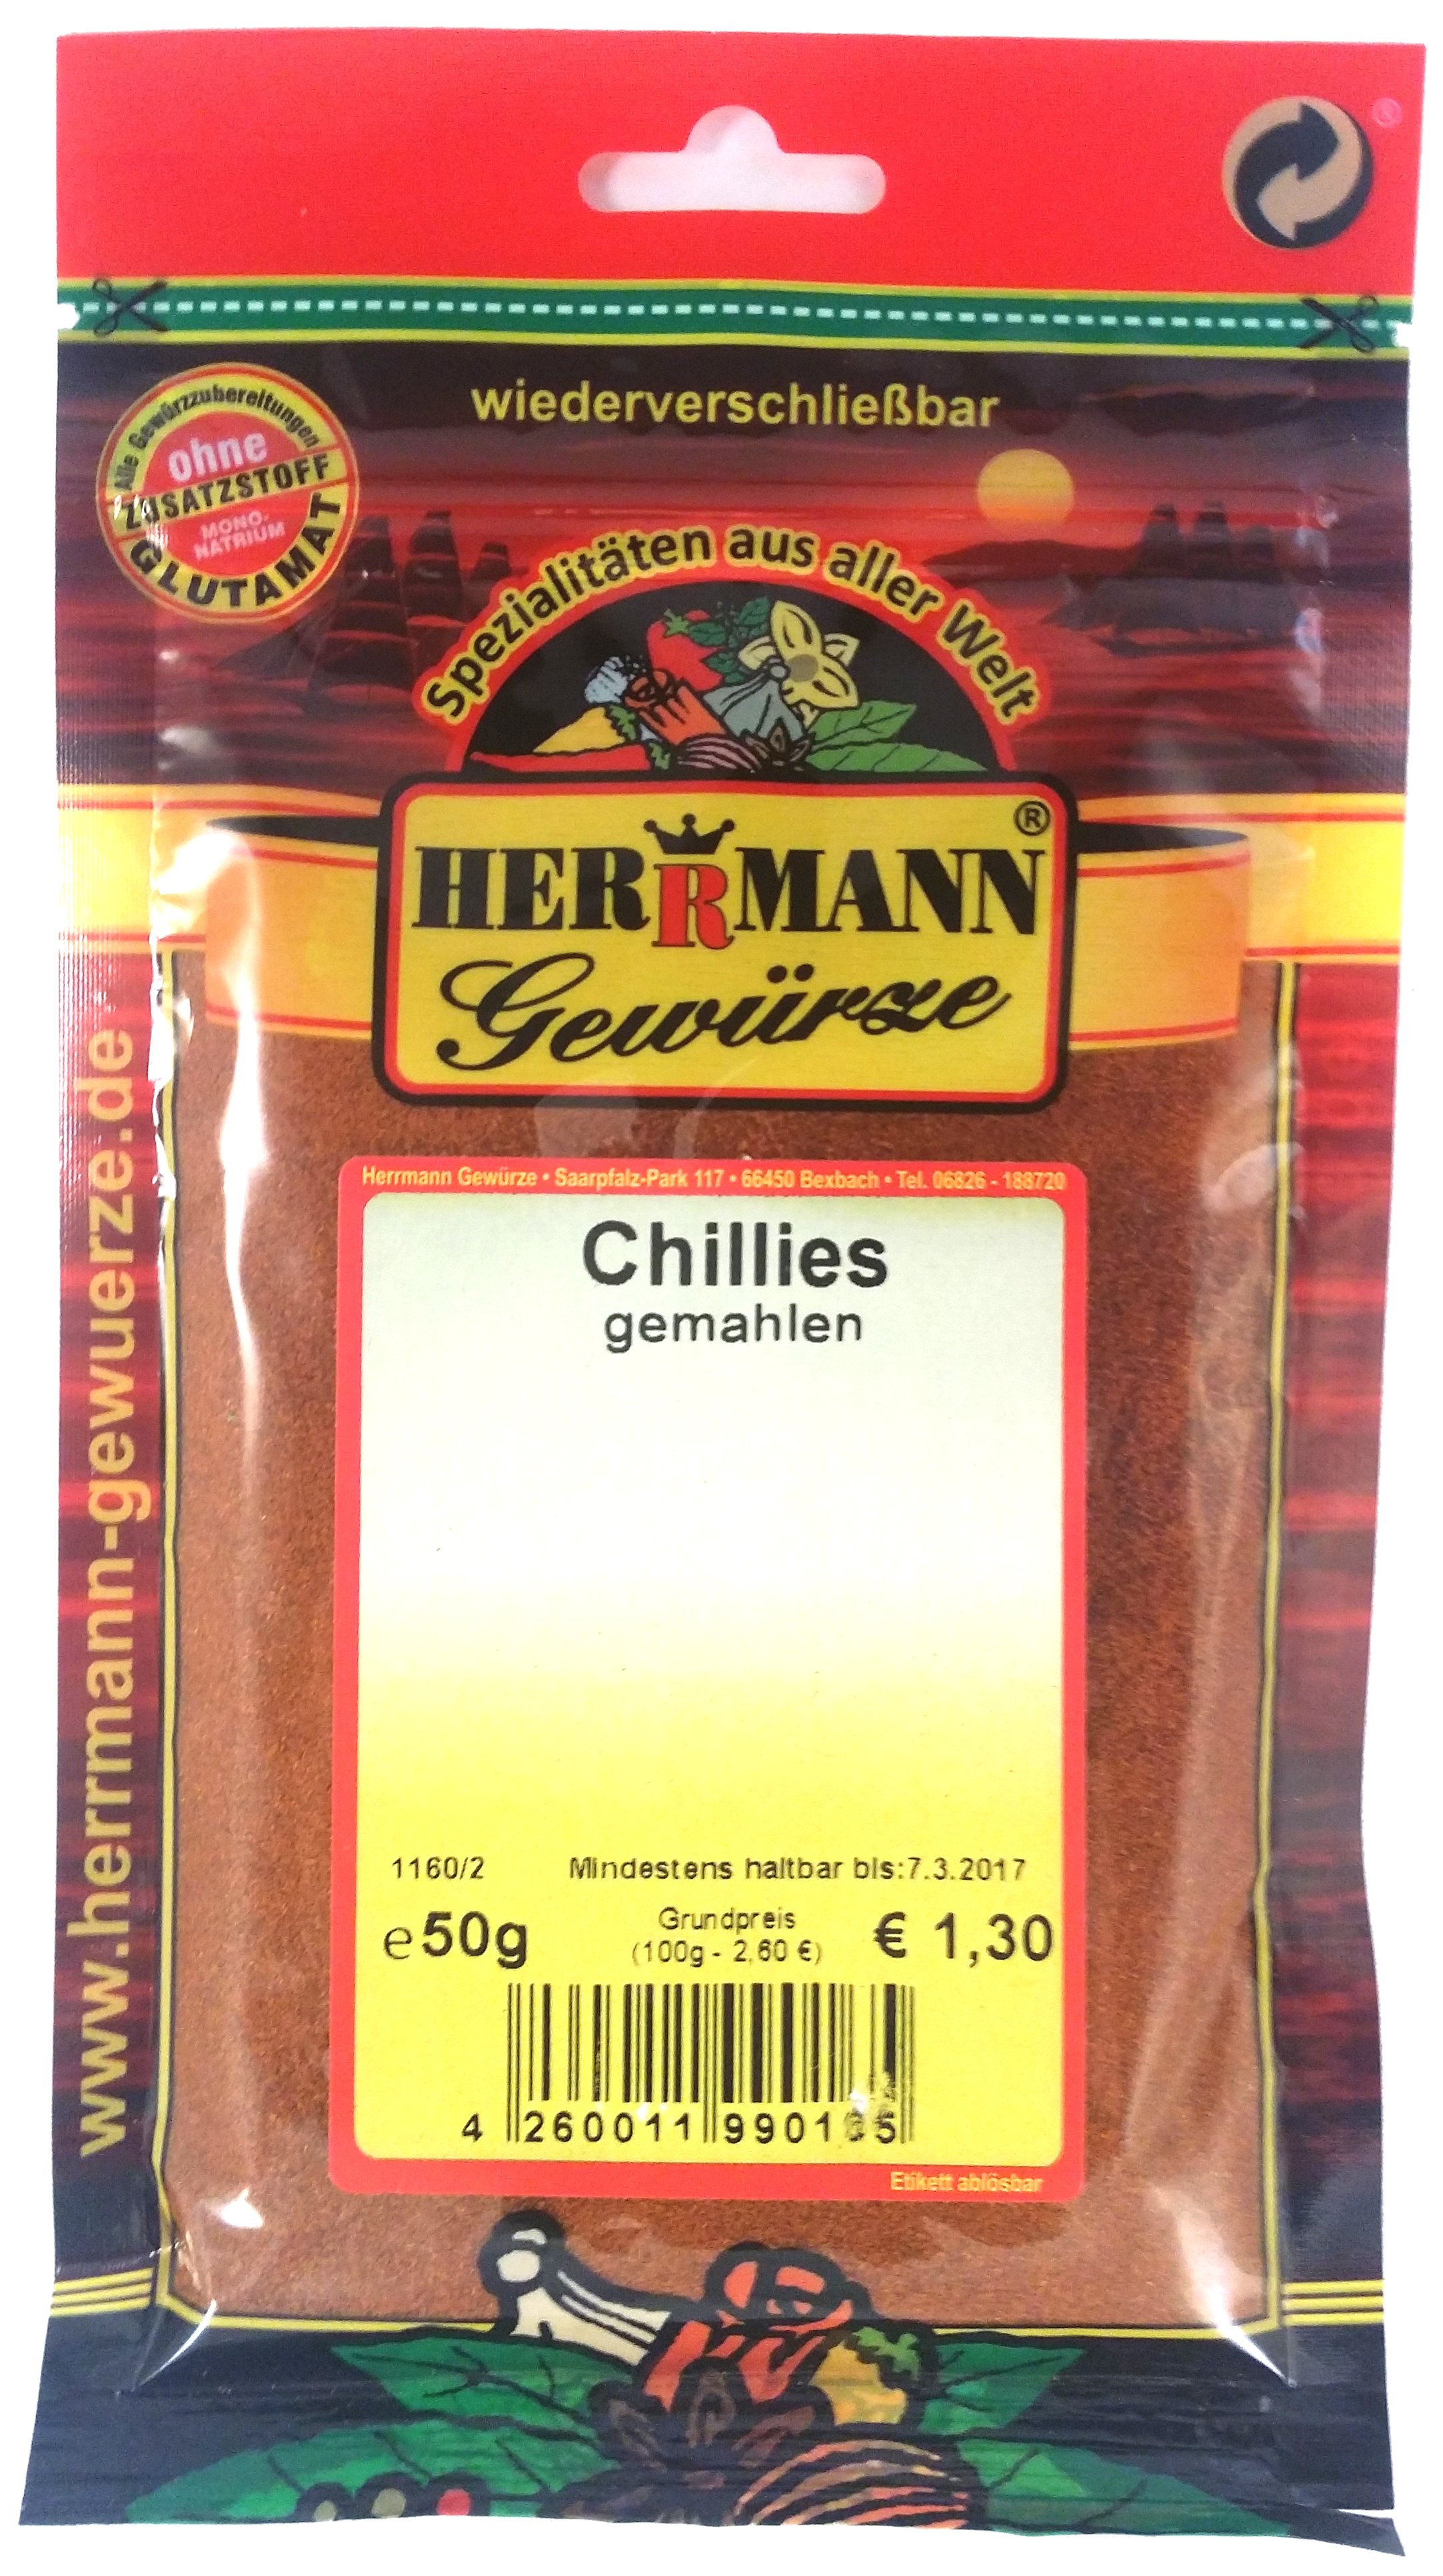 ®
wiederverschließbar
Alle Gewürzzubereitungen
ohne
ZUSATZSTOFF
MONO-
NATRIUM
GLUTAMAT
Spezialitäten aus aller Welt
HERRMANN ®
Gewürze
www.herrmann-gewuerze.de
Herrmann Gewürze • Saarpfalz-Park 117 • 66450 Bexbach • Tel. 06826 - 188720
Chillies
gemahlen
1160/2 Mindestens haltbar bis:7.3.2017
℮50g Grundpreis € 1,30
(100g - 2,60 €)
4 260011
Etikett ablösbar